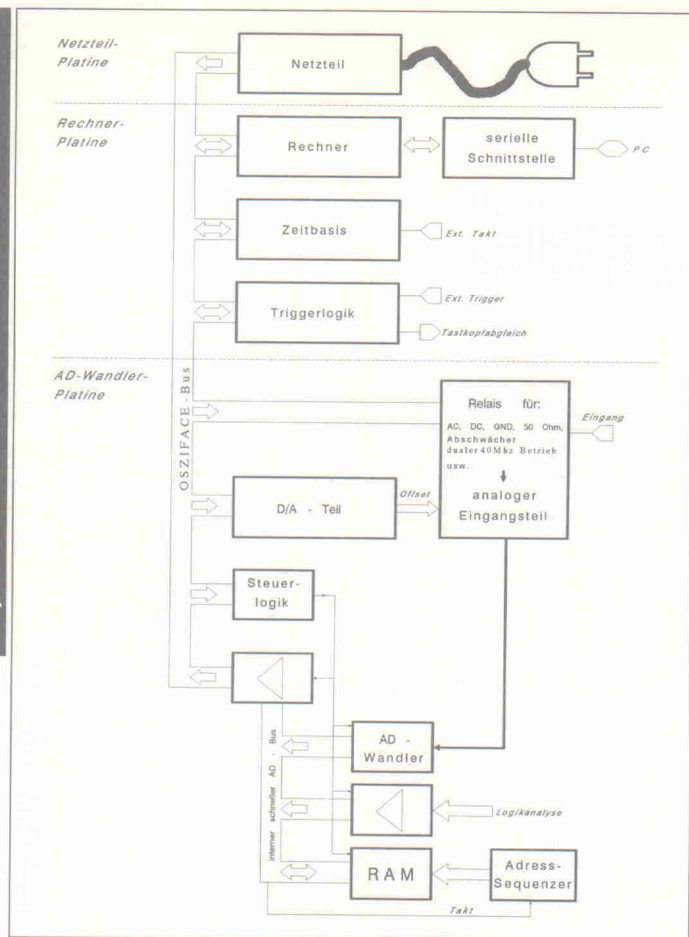 Netzteil-
Platine
Netzteil
Rechner-
Platine
Rechner
serielle
Schnittstelle
PC
Zeitbasis
Ext. Takt
Triggerlogik
Ext. Trigger
Tastkopfabgleich
AD-Wandler-
Platine
OSZIFACE-Bus
Relais für:
AC, DC, GND, 50 Ohm,
Abschwächer
dualer 40Mhz Betrieb
usw.
analoger
Eingangsteil
Eingang
D/A - Teil
Offset
Steuer-
logik
interner schneller AD - Bus
AD -
Wandler
Logikanalyse
RAM
Adress-
Sequenzer
Takt